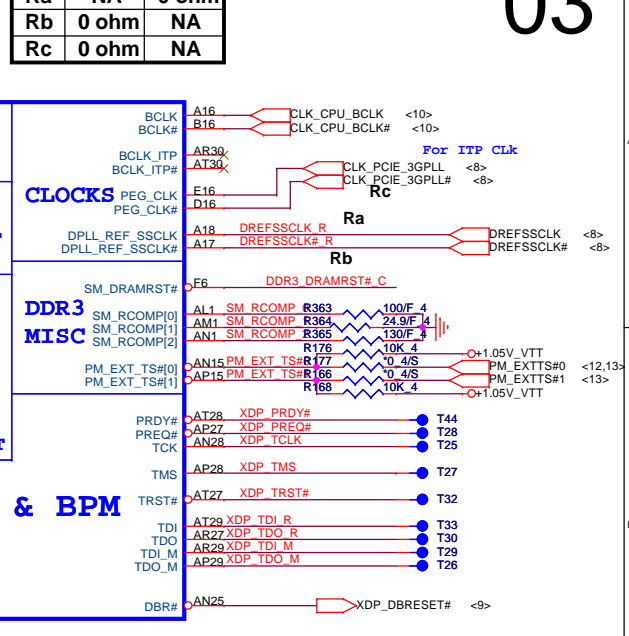 Ra NA 0 ohm
Rb 0 ohm NA
Rc 0 ohm NA
03
BCLK A16 CLK_CPU_BCLK <10>
BCLK# B16 CLK_CPU_BCLK# <10>
For ITP CLk
BCLK_ITP AR30
BCLK_ITP# AT30
CLOCKS
PEG_CLK E16 CLK_PCIE_3GPLL <8>
PEG_CLK# D16 CLK_PCIE_3GPLL# <8>
Rc
Ra
DPLL_REF_SSCLK A18 DREFSSCLK_R DREFSSCLK <8>
DPLL_REF_SSCLK# A17 DREFSSCLK#_R DREFSSCLK# <8>
Rb
SM_DRAMRST# F6 DDR3_DRAMRST#_C
DDR3
MISC
SM_RCOMP[0] AL1 SM_RCOMP_0 R363 100/F_4
SM_RCOMP[1] AM1 SM_RCOMP R364 24.9/F_4
SM_RCOMP[2] AN1 SM_RCOMP R365 130/F_4
R176 10K_4 +1.05V_VTT
PM_EXT_TS#[0] AN15 PM_EXT_TS# R177 *0_4/S PM_EXTTS#0 <12,13>
PM_EXT_TS#[1] AP15 PM_EXT_TS# R166 *0_4/S PM_EXTTS#1 <13>
R168 10K_4 +1.05V_VTT
PRDY# AT28 XDP_PRDY# T44
PREQ# AP27 XDP_PREQ# T28
TCK AN28 XDP_TCLK T25
TMS AP28 XDP_TMS T27
TRST# AT27 XDP_TRST# T32
& BPM
TDI AT29 XDP_TDI_R T33
TDO AR27 XDP_TDO_R T30
TDI_M AR29 XDP_TDI_M T29
TDO_M AP29 XDP_TDO_M T26
DBR# AN25 XDP_DBRESET# <9>